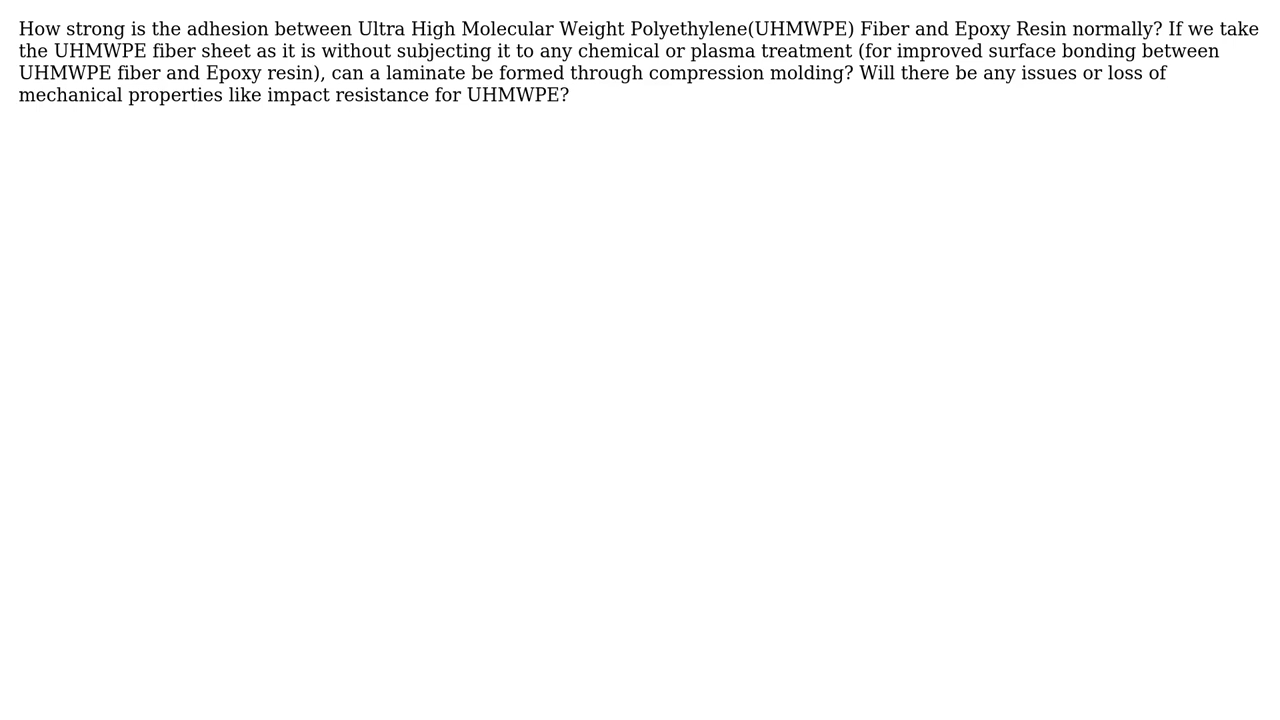 How strong is the adhesion between Ultra High Molecular Weight Polyethylene(UHMWPE) Fiber and Epoxy Resin normally? If we take
the UHMWPE fiber sheet as it is without subjecting it to any chemical or plasma treatment (for improved surface bonding between
UHMWPE fiber and Epoxy resin), can a laminate be formed through compression molding? Will there be any issues or loss of
mechanical properties like impact resistance for UHMWPE?